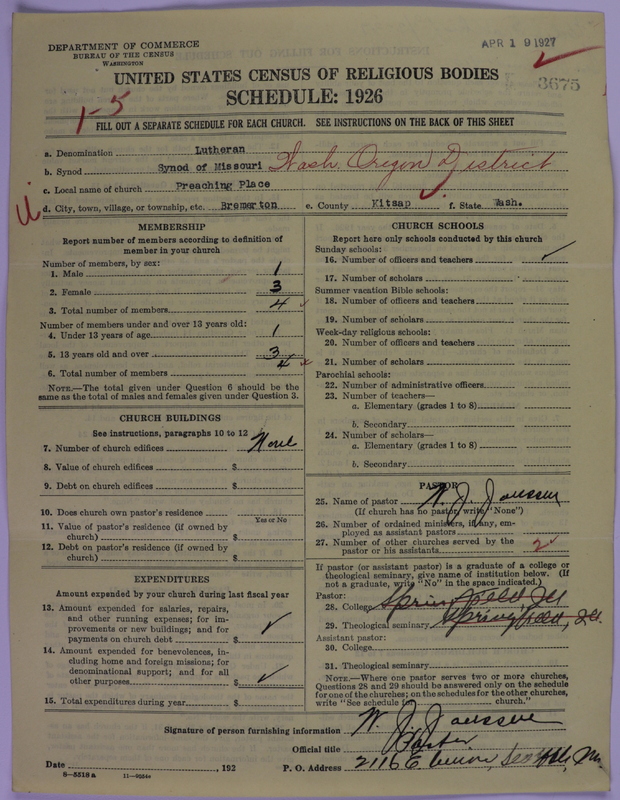 DEPARTMENT OF COMMERCE
BUREAU OF THE CENSUS
WASHINGTON
APR 19 1927
3675
UNITED STATES CENSUS OF RELIGIOUS BODIES
SCHEDULE: 1926
1-5
FILL OUT A SEPARATE SCHEDULE FOR EACH CHURCH. SEE INSTRUCTIONS ON THE BACK OF THIS SHEET
a. Denomination Lutheran
b. Synod Synod of Missouri Wash. Oregon District
c. Local name of church Preaching Place
d. City, town, village, or township, etc. Bremerton e. County Kitsap f. State Wash.
MEMBERSHIP
Report number of members according to definition of
member in your church
Number of members, by sex:
1. Male 1
2. Female 3
3. Total number of members 4
Number of members under and over 13 years old:
4. Under 13 years of age 1
5. 13 years old and over 3
6. Total number of members 4
NOTE.—The total given under Question 6 should be the
same as the total of males and females given under Question 3.
CHURCH BUILDINGS
See instructions, paragraphs 10 to 12
7. Number of church edifices None
8. Value of church edifices $
9. Debt on church edifices $
10. Does church own pastor's residence
Yes or No
11. Value of pastor's residence (if owned by
church) $
12. Debt on pastor's residence (if owned by
church) $
EXPENDITURES
Amount expended by your church during last fiscal year
13. Amount expended for salaries, repairs,
and other running expenses; for im-
provements or new buildings; and for
payments on church debt $
14. Amount expended for benevolences, in-
cluding home and foreign missions; for
denominational support; and for all
other purposes $
15. Total expenditures during year $
CHURCH SCHOOLS
Report here only schools conducted by this church
Sunday schools:
16. Number of officers and teachers
17. Number of scholars
Summer vacation Bible schools:
18. Number of officers and teachers
19. Number of scholars
Week-day religious schools:
20. Number of officers and teachers
21. Number of scholars
Parochial schools:
22. Number of administrative officers
23. Number of teachers—
a. Elementary (grades 1 to 8)
b. Secondary
24. Number of scholars—
a. Elementary (grades 1 to 8)
b. Secondary
PASTOR
25. Name of pastor W. J. Janssen
(If church has no pastor, write "None")
26. Number of ordained ministers, if any, em-
ployed as assistant pastors
27. Number of other churches served by the
pastor or his assistants 2
If pastor (or assistant pastor) is a graduate of a college or
theological seminary, give name of institution below. (If
not a graduate, write "No" in the space indicated.)
Pastor:
28. College Springfield Ill
29. Theological seminary Springfield, Ill.
Assistant pastor:
30. College
31. Theological seminary
NOTE.—Where one pastor serves two or more churches,
Questions 28 and 29 should be answered only on the schedule
for one of the churches; on the schedules for the other churches,
write "See schedule for church."
Signature of person furnishing information W. J. Janssen
Official title Pastor
Date , 192 P. O. Address 2116 E Seattle,
8-5518a 11-9554